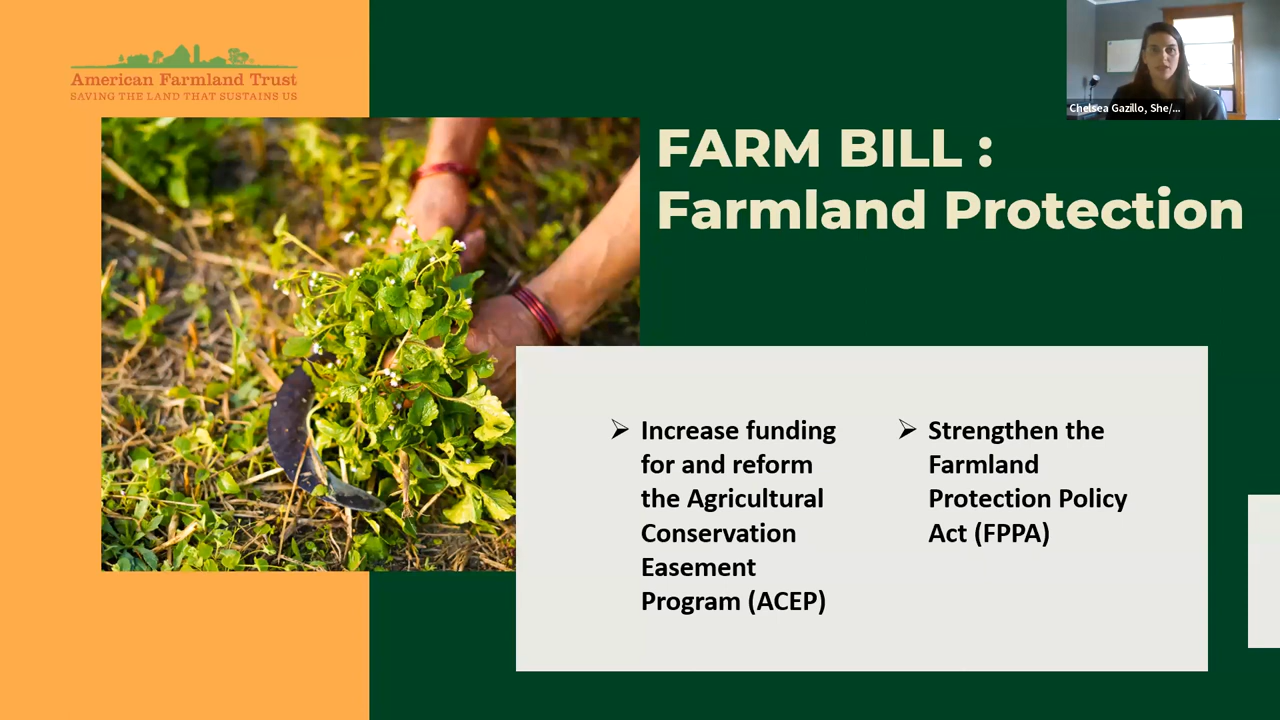 American Farmland Trust
SAVING THE LAND THAT SUSTAINS US
Chelsea Gazillo, She/...
FARM BILL :
Farmland Protection
➢ Increase funding
for and reform
the Agricultural
Conservation
Easement
Program (ACEP)
➢ Strengthen the
Farmland
Protection Policy
Act (FPPA)